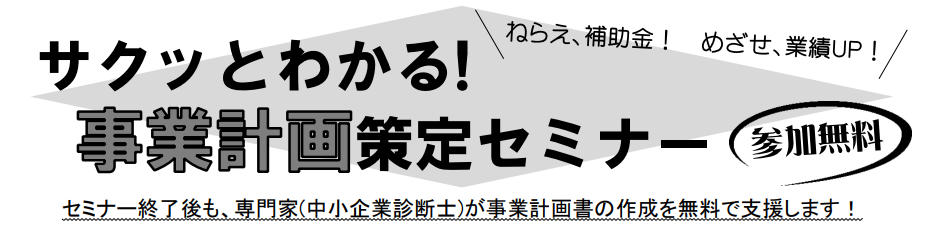 ねらえ、補助金！　めざせ、業績UP！
サクッとわかる!
事業計画策定セミナー
参加無料
セミナー終了後も、専門家(中小企業診断士)が事業計画書の作成を無料で支援します！